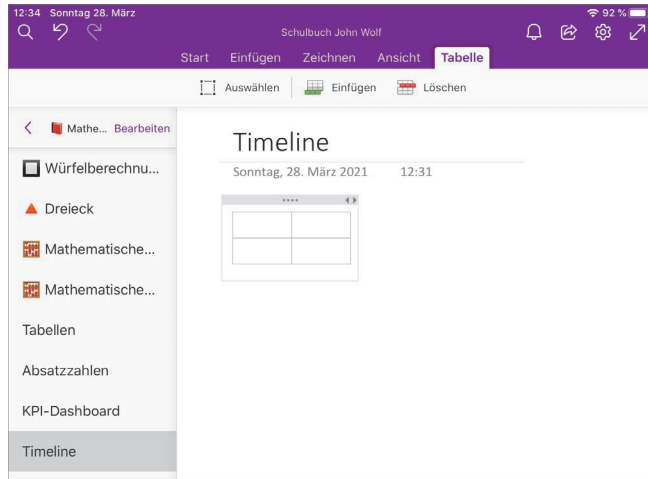 12:34 Sonntag 28. März
92 %
Schulbuch John Wolf
Start Einfügen Zeichnen Ansicht Tabelle
Auswählen Einfügen Löschen
Mathe... Bearbeiten
Würfelberechnu...
Dreieck
Mathematische...
Mathematische...
Tabellen
Absatzzahlen
KPI-Dashboard
Timeline
Timeline
Sonntag, 28. März 2021 12:31